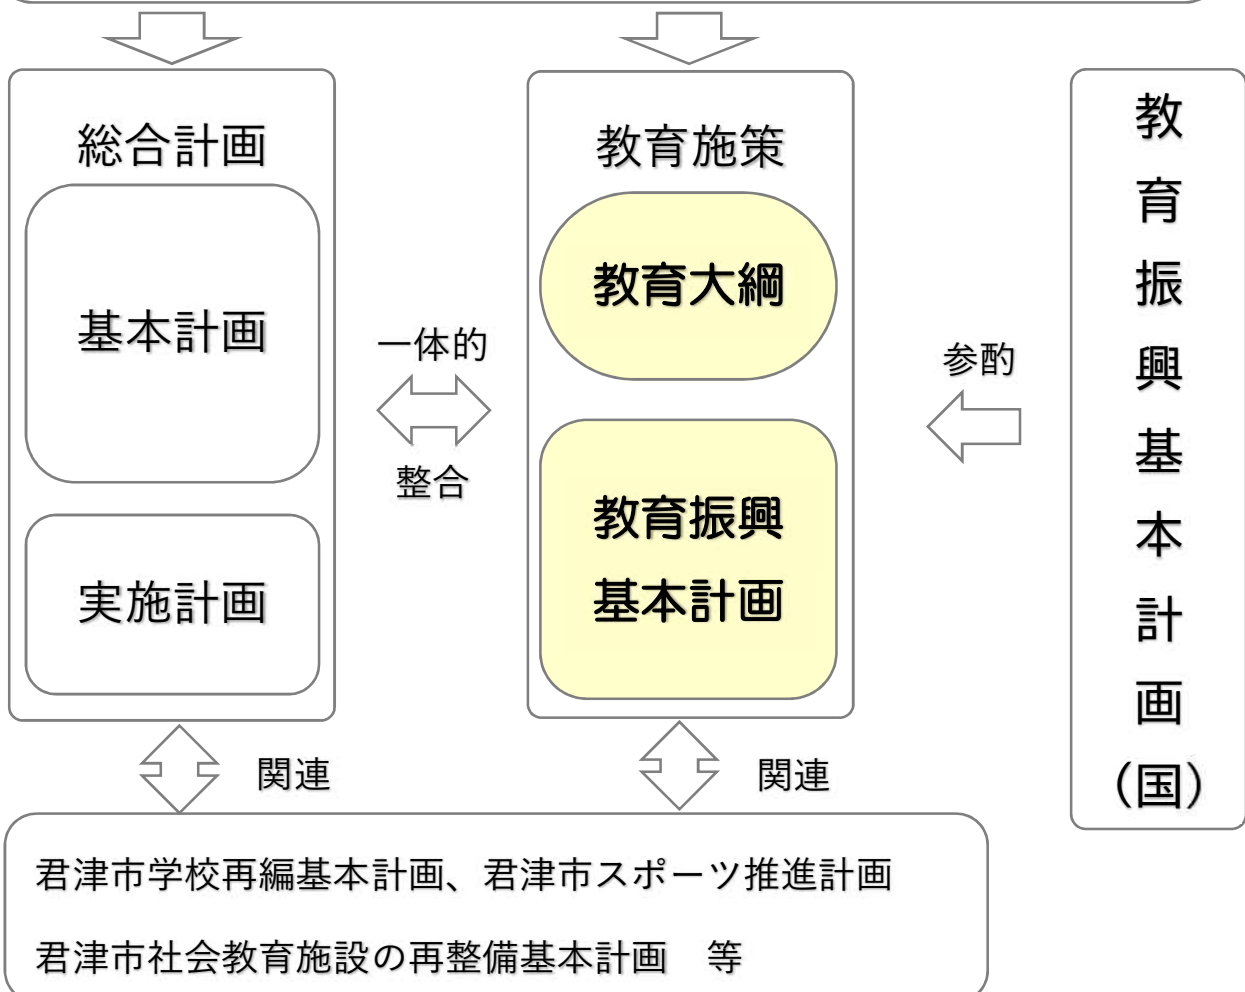 総合計画
基本計画
実施計画
一体的
整合
教育施策
教育大綱
教育振興
基本計画
参酌
教育振興基本計画（国）
関連
関連
君津市学校再編基本計画、君津市スポーツ推進計画
君津市社会教育施設の再整備基本計画　等